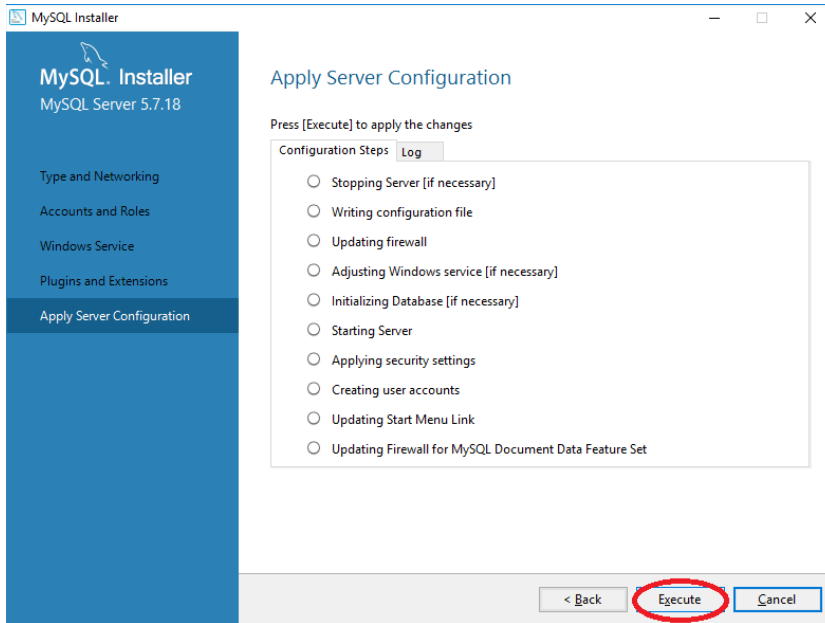 MySQL Installer
MySQL. Installer
MySQL Server 5.7.18
Type and Networking
Accounts and Roles
Windows Service
Plugins and Extensions
Apply Server Configuration
Apply Server Configuration
Press [Execute] to apply the changes
Configuration Steps Log
Stopping Server [if necessary]
Writing configuration file
Updating firewall
Adjusting Windows service [if necessary]
Initializing Database [if necessary]
Starting Server
Applying security settings
Creating user accounts
Updating Start Menu Link
Updating Firewall for MySQL Document Data Feature Set
< Back Execute Cancel